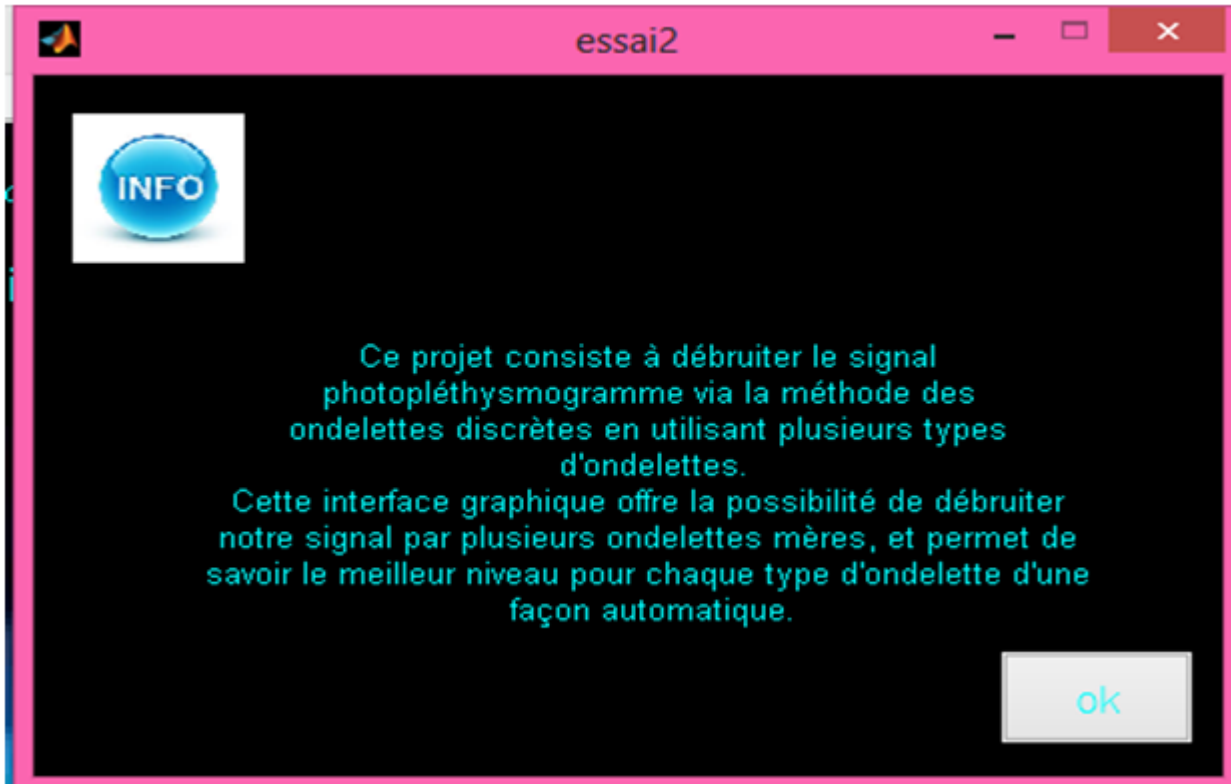 essai2
INFO
Ce projet consiste à débruiter le signal
photopléthysmogramme via la méthode des
ondelettes discrètes en utilisant plusieurs types
d'ondelettes.
Cette interface graphique offre la possibilité de débruiter
notre signal par plusieurs ondelettes mères, et permet de
savoir le meilleur niveau pour chaque type d'ondelette d'une
façon automatique.
ok